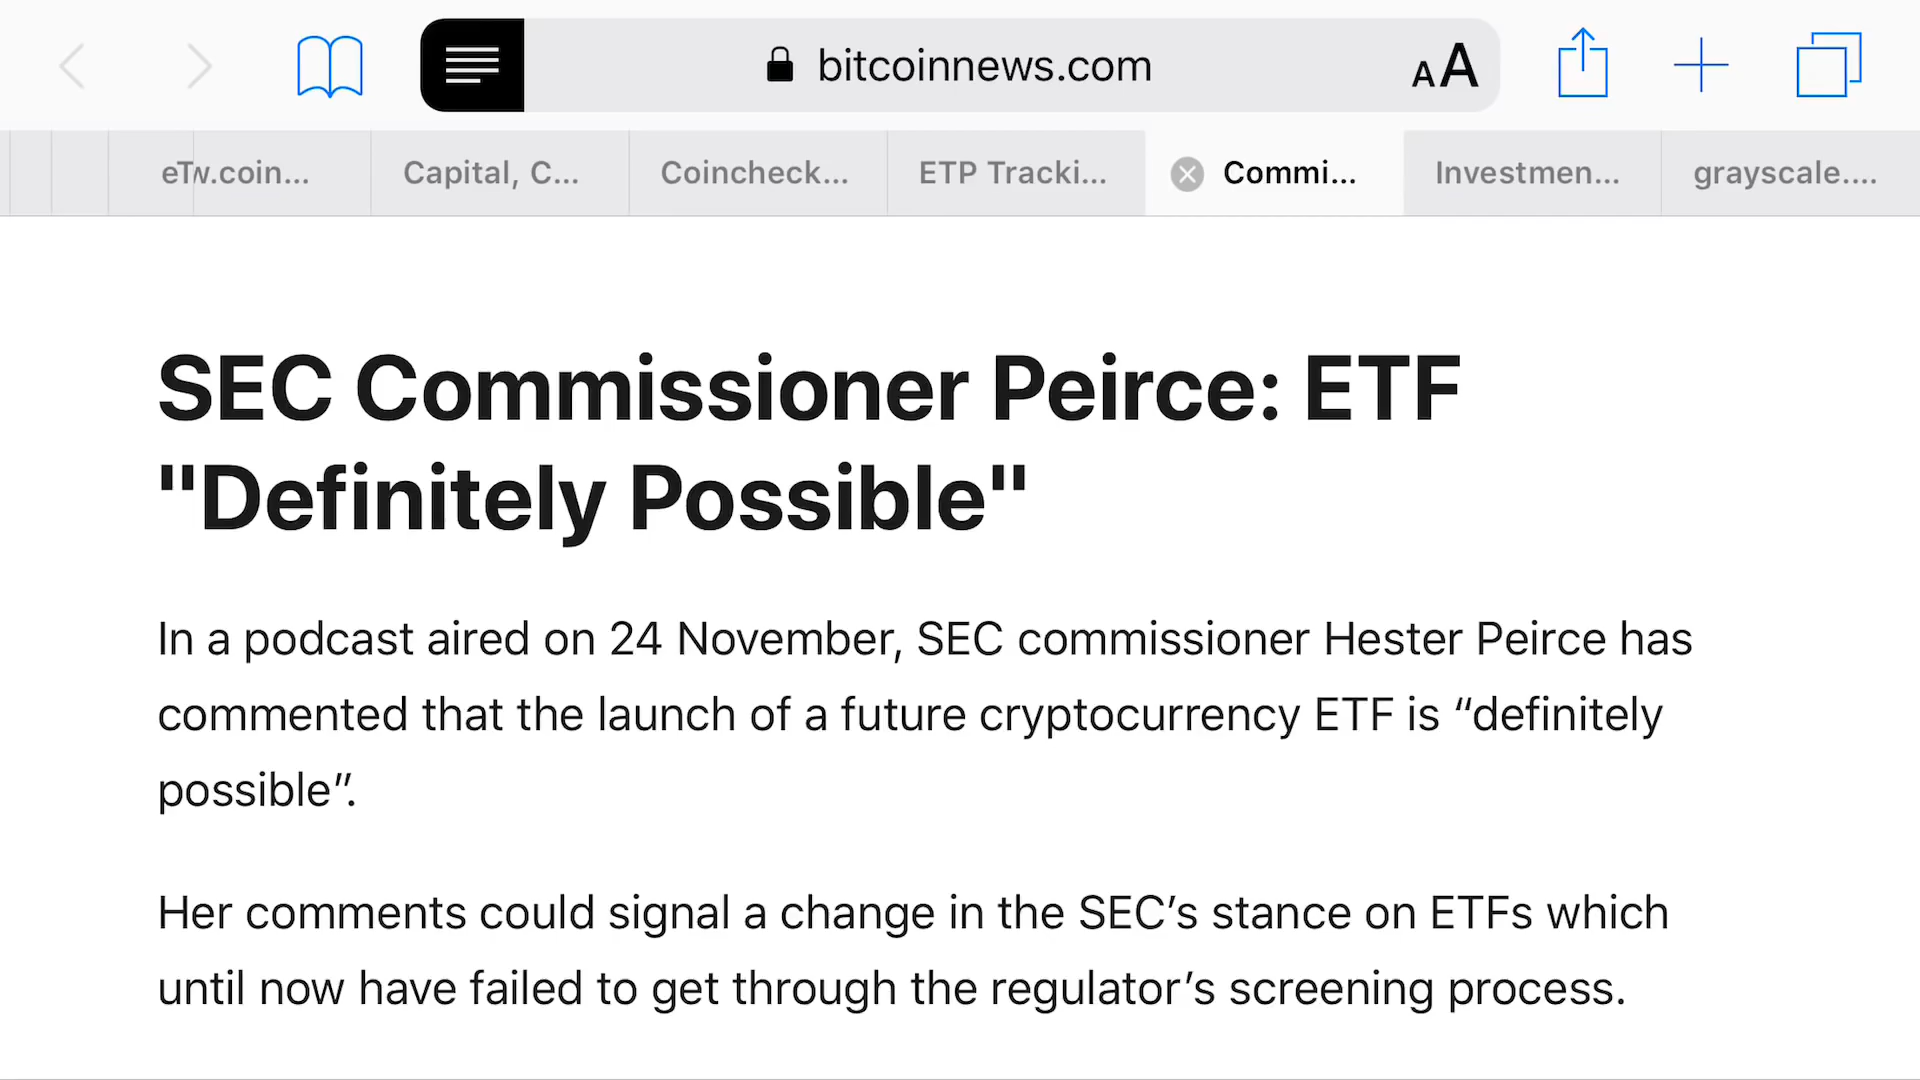 bitcoinnews.com
AA
eTw.coin...
Capital, C...
Coincheck...
ETP Tracki...
Commi...
Investmen...
grayscale....
SEC Commissioner Peirce: ETF
"Definitely Possible"
In a podcast aired on 24 November, SEC commissioner Hester Peirce has
commented that the launch of a future cryptocurrency ETF is “definitely
possible”.
Her comments could signal a change in the SEC’s stance on ETFs which
until now have failed to get through the regulator’s screening process.